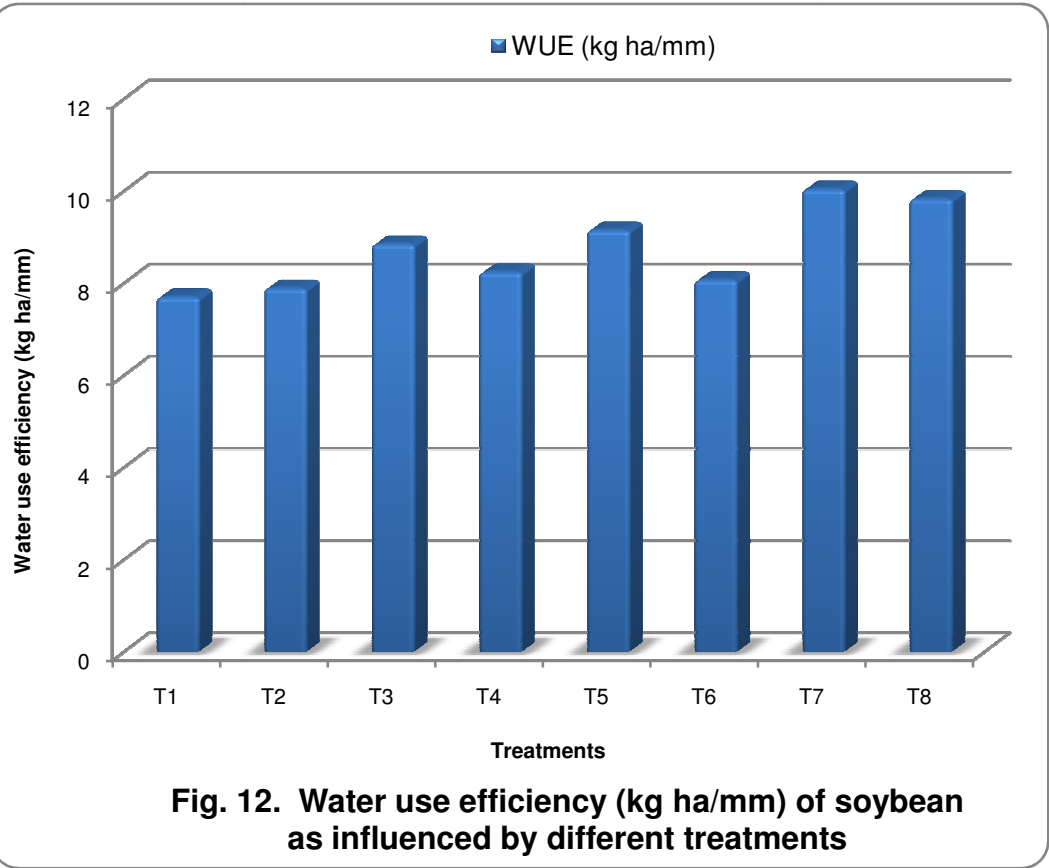 WUE (kg ha/mm)
12
10
8
6
4
2
0
Water use efficiency (kg ha/mm)
T1 T2 T3 T4 T5 T6 T7 T8
Treatments
Fig. 12. Water use efficiency (kg ha/mm) of soybean
as influenced by different treatments